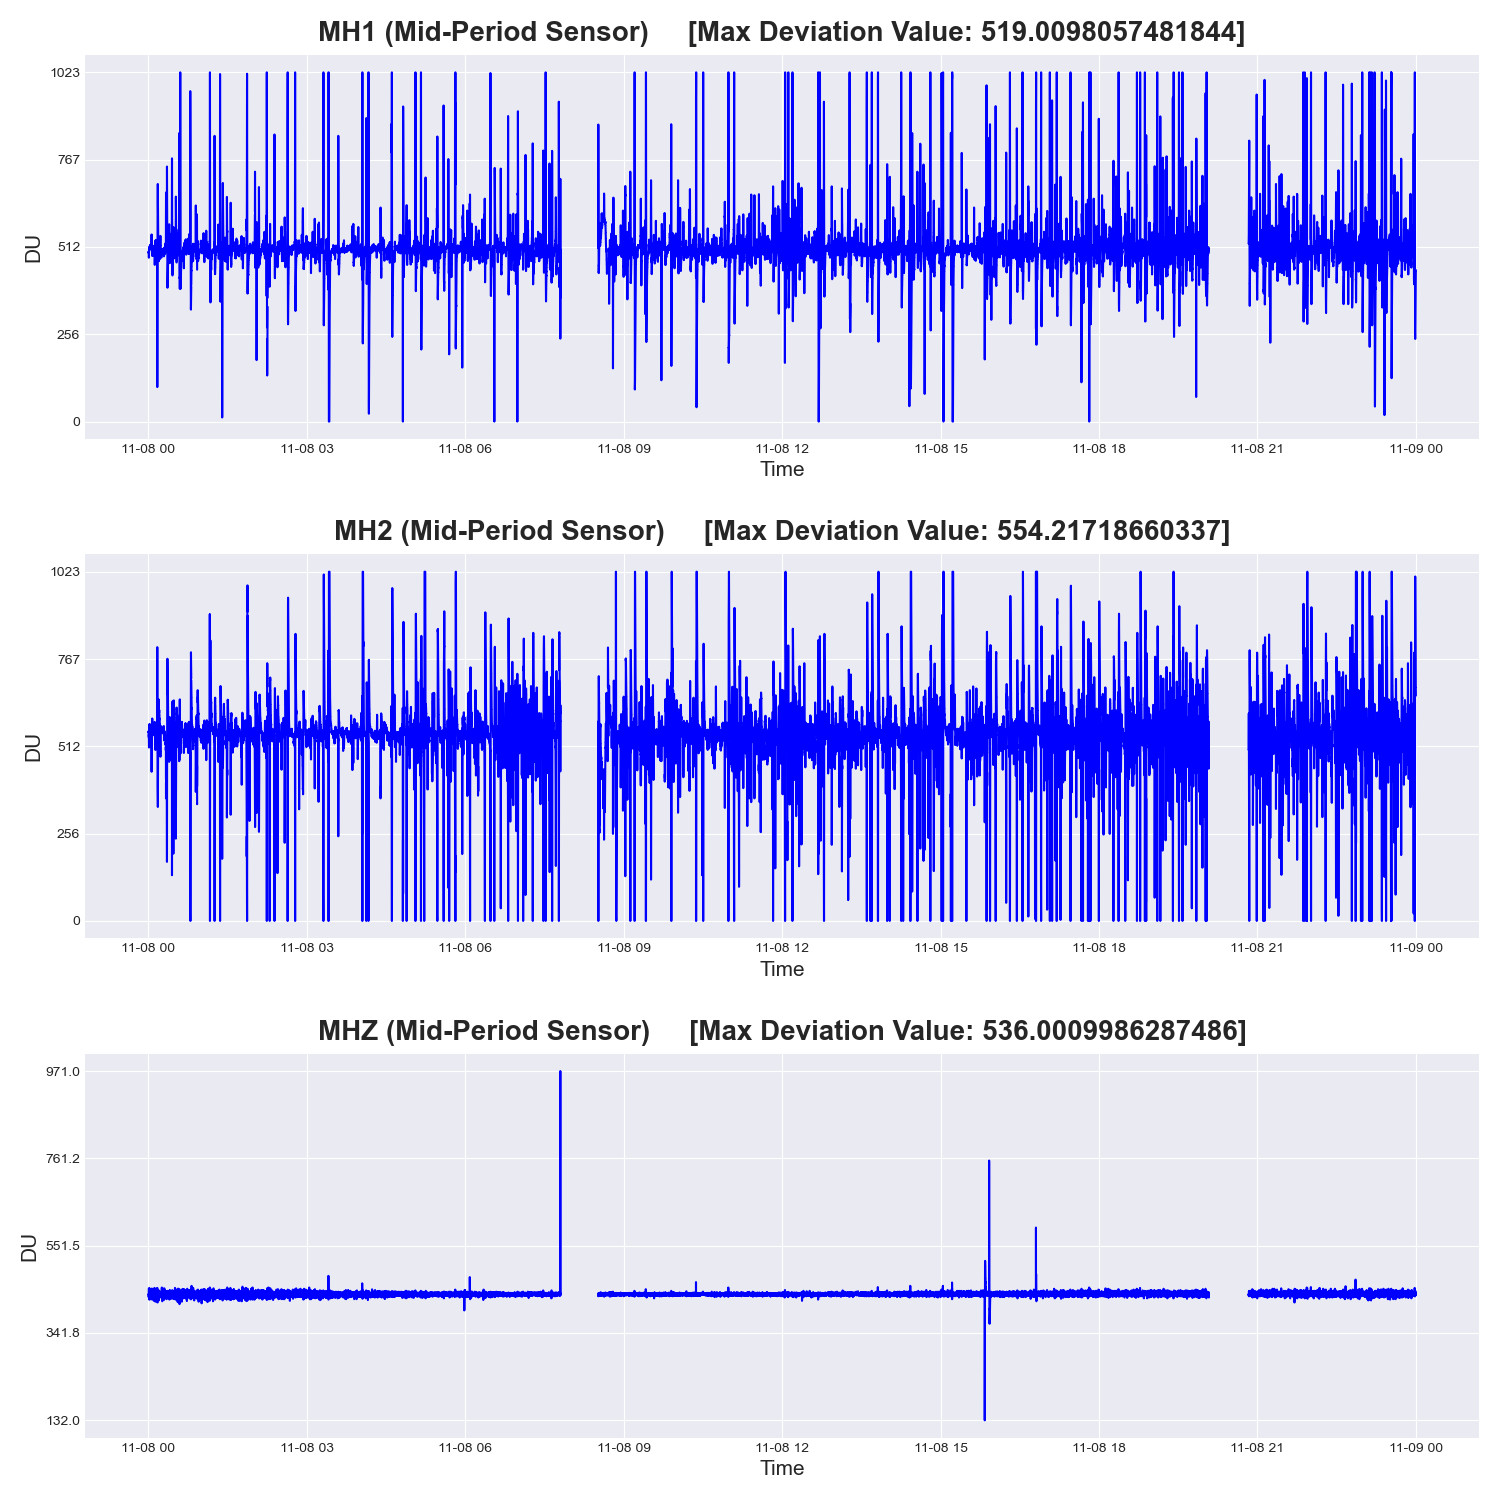 MH1 (Mid-Period Sensor) [Max Deviation Value: 519.0098057481844]
1023
767
512
256
0
DU
11-08 00 11-08 03 11-08 06 11-08 09 11-08 12 11-08 15 11-08 18 11-08 21 11-09 00
Time
MH2 (Mid-Period Sensor) [Max Deviation Value: 554.21718660337]
1023
767
512
256
0
DU
11-08 00 11-08 03 11-08 06 11-08 09 11-08 12 11-08 15 11-08 18 11-08 21 11-09 00
Time
MHZ (Mid-Period Sensor) [Max Deviation Value: 536.0009986287486]
971.0
761.2
551.5
341.8
132.0
DU
11-08 00 11-08 03 11-08 06 11-08 09 11-08 12 11-08 15 11-08 18 11-08 21 11-09 00
Time